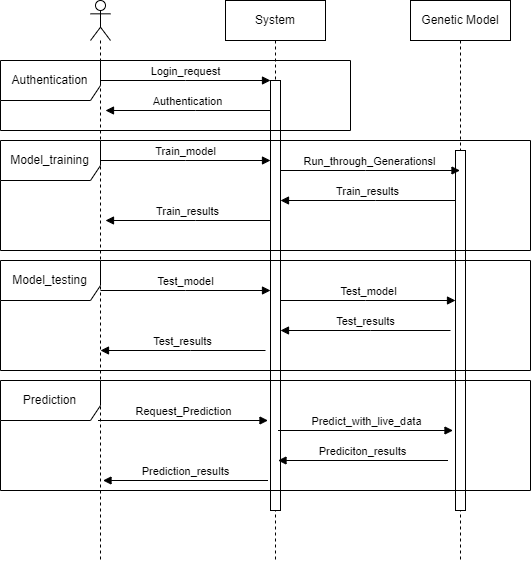 System
Genetic Model
Authentication
Login_request
Authentication
Model_training
Train_model
Run_through_Generationsl
Train_results
Train_results
Model_testing
Test_model
Test_model
Test_results
Test_results
Prediction
Request_Prediction
Predict_with_live_data
Prediciton_results
Prediction_results